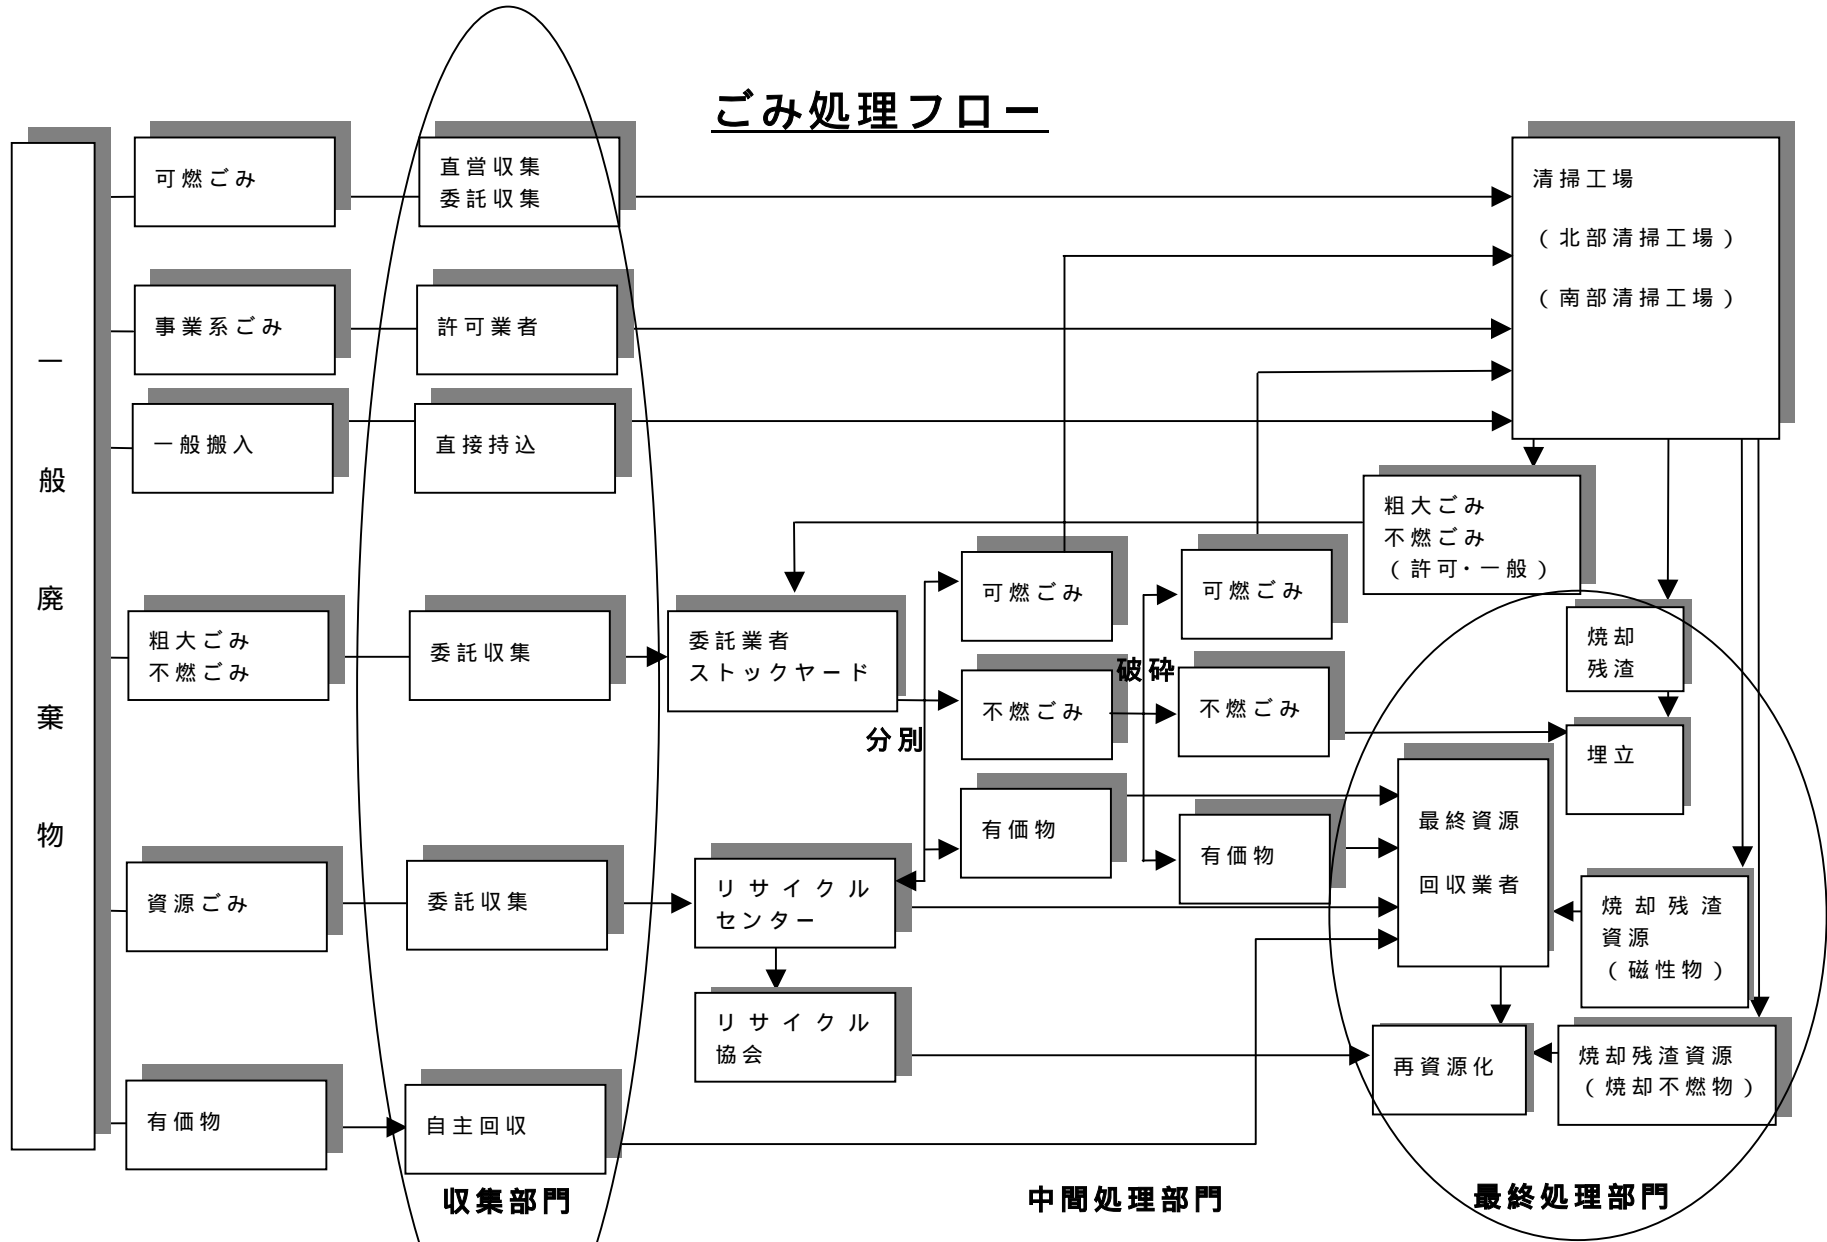 ごみ処理フロー
一般廃棄物
可燃ごみ
直営収集
委託収集
清掃工場
(北部清掃工場)
(南部清掃工場)
事業系ごみ
許可業者
一般搬入
直接持込
粗大ごみ
不燃ごみ
(許可・一般)
粗大ごみ
不燃ごみ
委託収集
委託業者
ストックヤード
分別
可燃ごみ
不燃ごみ
有価物
破砕
可燃ごみ
不燃ごみ
有価物
焼却
残渣
埋立
最終資源
回収業者
資源ごみ
委託収集
リサイクル
センター
リサイクル
協会
焼却残渣
資源
(磁性物)
再資源化
焼却残渣資源
(焼却不燃物)
有価物
自主回収
収集部門
中間処理部門
最終処理部門